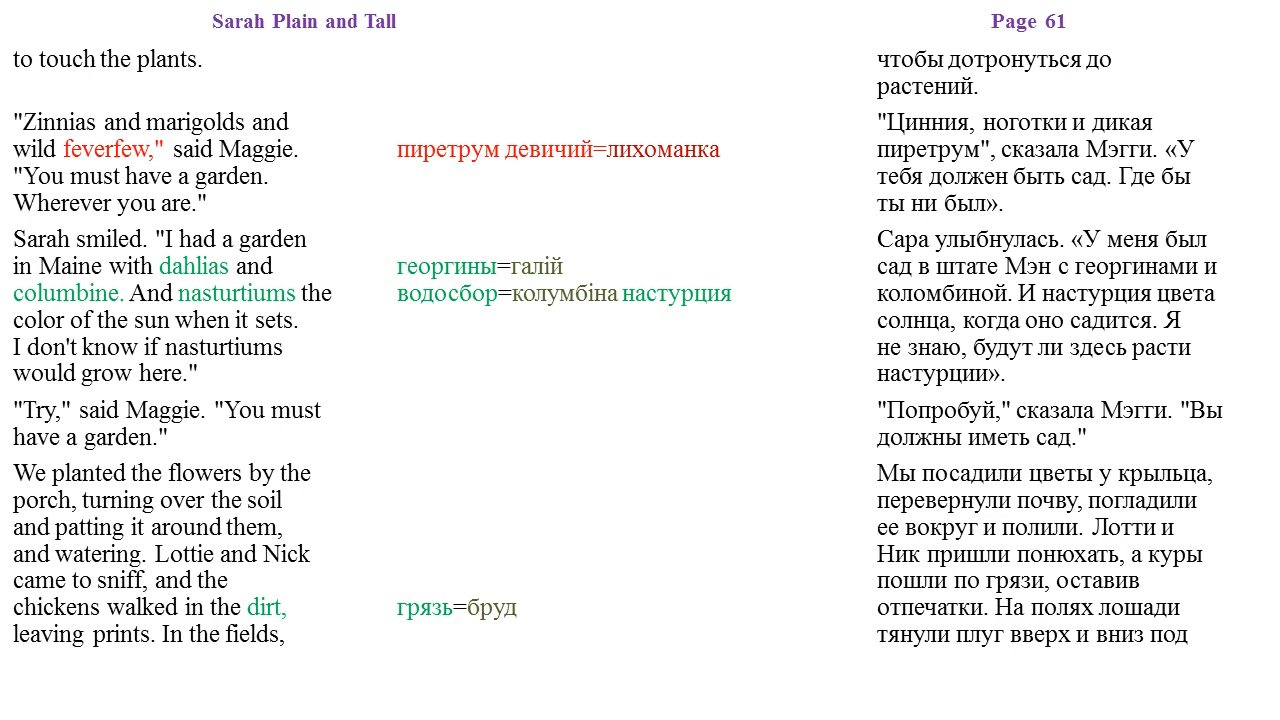 Sarah Plain and Tall
Page 61
to touch the plants.
"Zinnias and marigolds and
wild feverfew," said Maggie.
"You must have a garden.
Wherever you are."
Sarah smiled. "I had a garden
in Maine with dahlias and
columbine. And nasturtiums the
color of the sun when it sets.
I don't know if nasturtiums
would grow here."
"Try," said Maggie. "You must
have a garden."
We planted the flowers by the
porch, turning over the soil
and patting it around them,
and watering. Lottie and Nick
came to sniff, and the
chickens walked in the dirt,
leaving prints. In the fields,
пиретрум девичий=лихоманка
георгины=галій
водосбор=колумбіна настурция
грязь=бруд
чтобы дотронуться до
растений.
"Цинния, ноготки и дикая
пиретрум", сказала Мэгги. «У
тебя должен быть сад. Где бы
ты ни был».
Сара улыбнулась. «У меня был
сад в штате Мэн с георгинами и
коломбиной. И настурция цвета
солнца, когда оно садится. Я
не знаю, будут ли здесь расти
настурции».
"Попробуй," сказала Мэгги. "Вы
должны иметь сад."
Мы посадили цветы у крыльца,
перевернули почву, погладили
ее вокруг и полили. Лотти и
Ник пришли понюхать, а куры
пошли по грязи, оставив
отпечатки. На полях лошади
тянули плуг вверх и вниз под